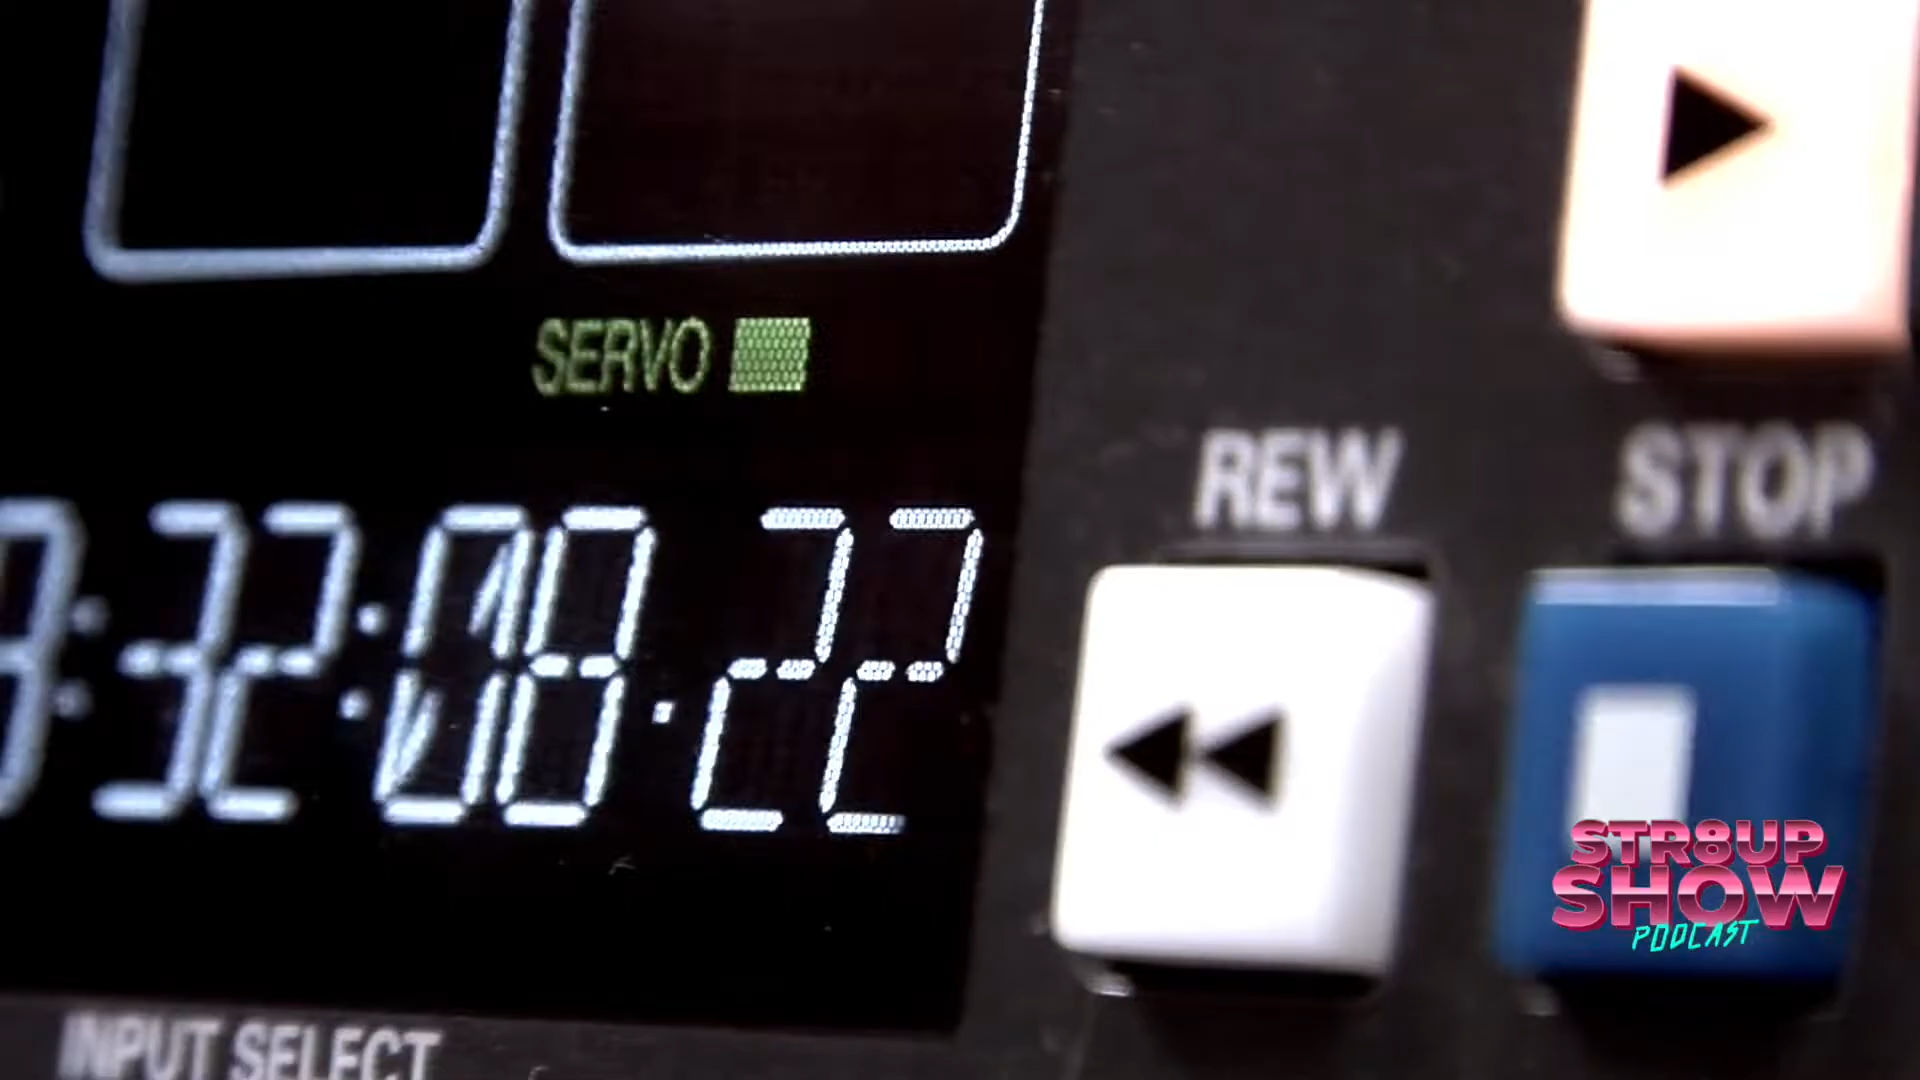 SERVO
REW
STOP
:32:08.22
INPUT SELECT
STR8UP
SHOW
PODCAST